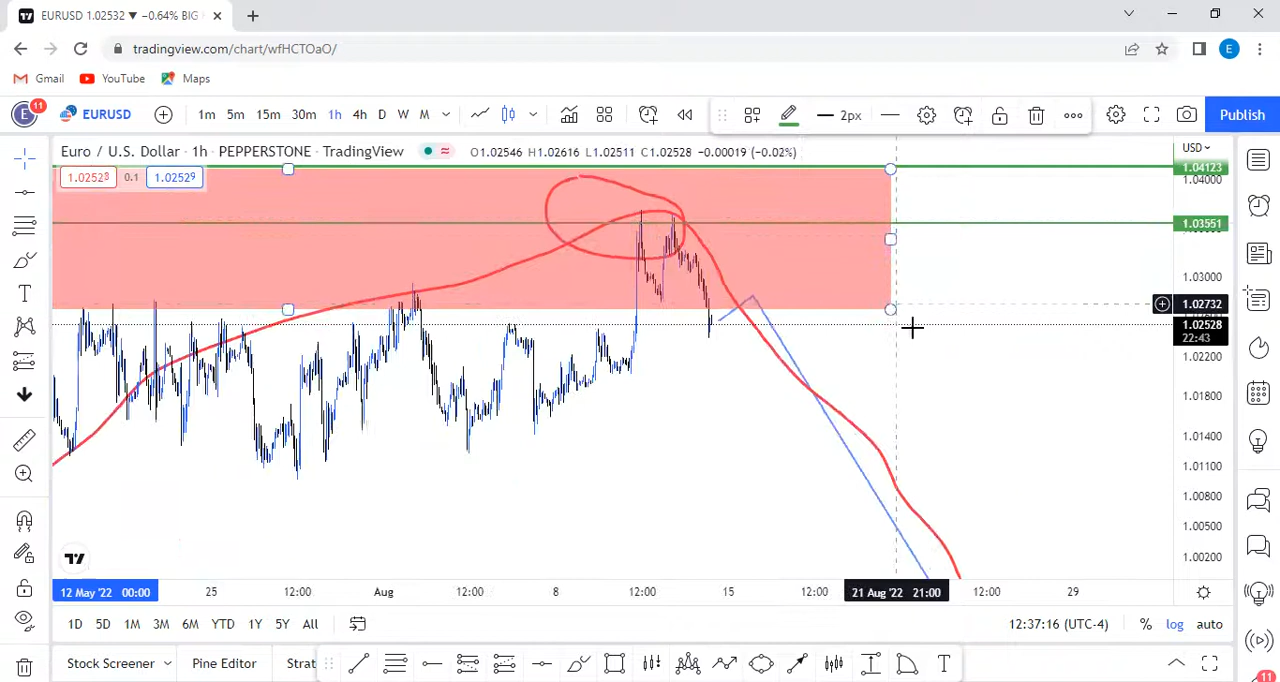 EURUSD 1.02532 ▼ −0.64% BIG
tradingview.com/chart/wfHCTOaO/
E
Gmail YouTube Maps
E 11 EURUSD 1m 5m 15m 30m 1h 4h D W M 2px Publish
Euro / U.S. Dollar · 1h · PEPPERSTONE · TradingView O1.02546 H1.02616 L1.02511 C1.02528 −0.00019 (−0.02%) USD
1.02528 0.1 1.02529
1.04123
1.04000
1.03551
1.03000
1.02732
1.02528
22:43
1.02200
1.01800
1.01400
1.01100
1.00800
1.00500
1.00200
12 May '22 00:00 25 12:00 Aug 12:00 8 12:00 15 12:00 21 Aug '22 21:00 12:00 29
1D 5D 1M 3M 6M YTD 1Y 5Y All 12:37:16 (UTC-4) % log auto
Stock Screener Pine Editor Strat T
11